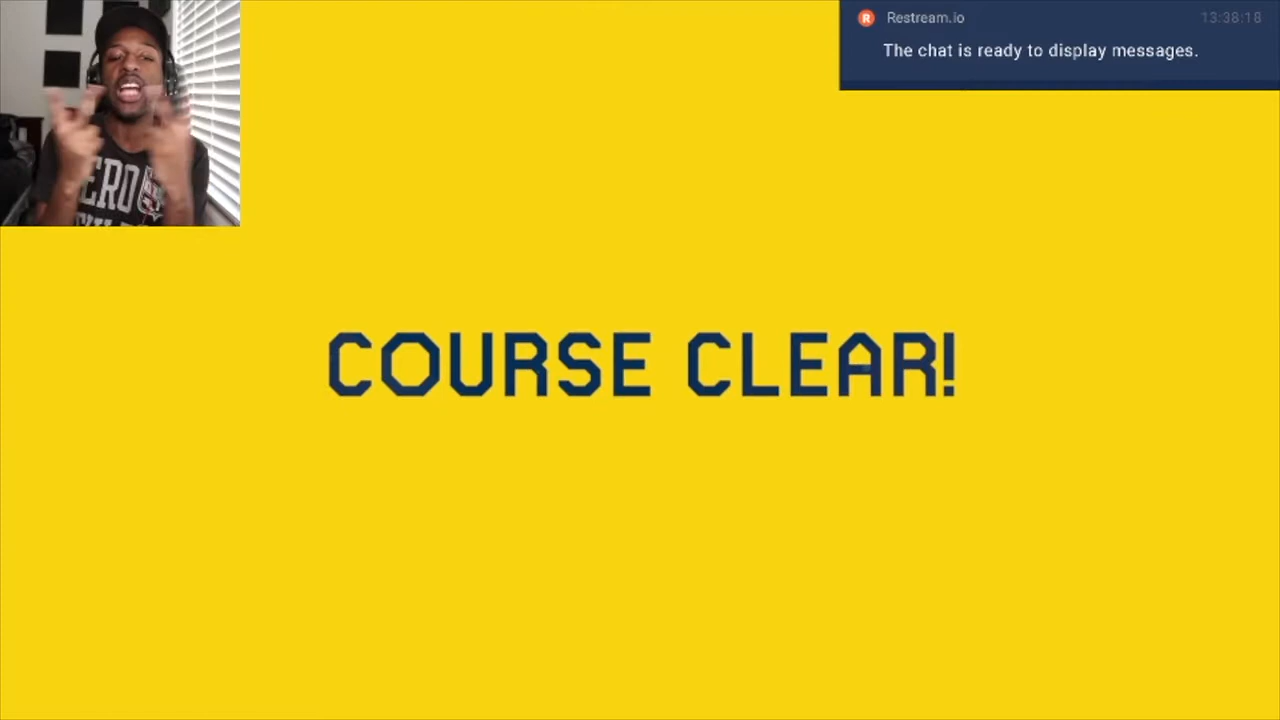 Restream.io 13:38:18
The chat is ready to display messages.
COURSE CLEAR!